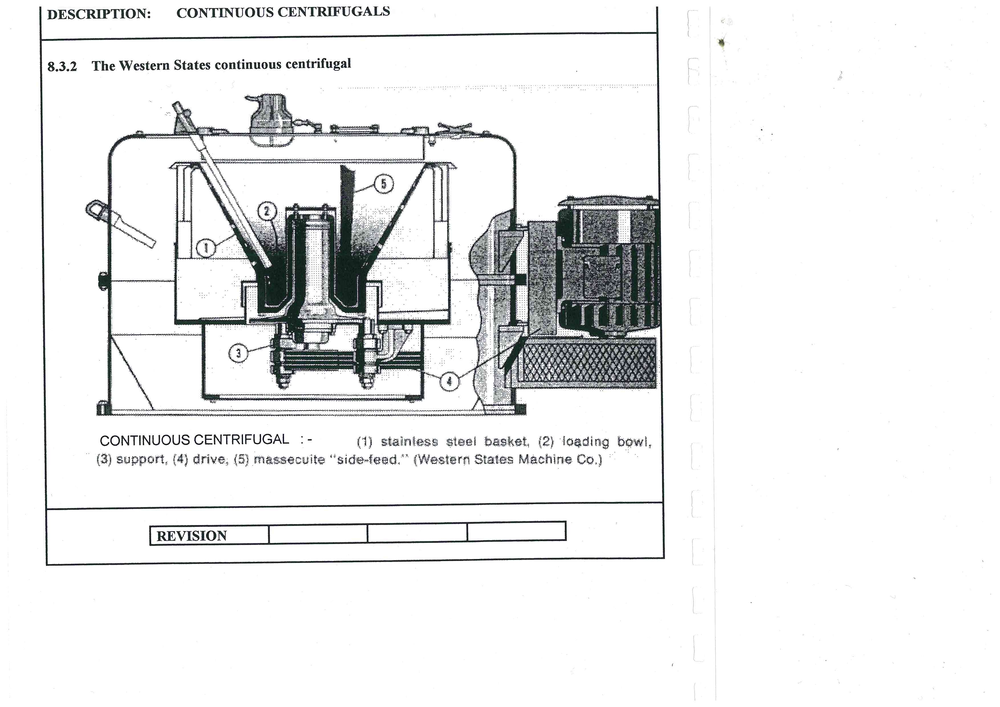 DESCRIPTION: CONTINUOUS CENTRIFUGALS
8.3.2 The Western States continuous centrifugal
5
2
1
3
4
CONTINUOUS CENTRIFUGAL : - (1) stainless steel basket, (2) loading bowl,
(3) support, (4) drive, (5) massecuite "side-feed." (Western States Machine Co.)
REVISION